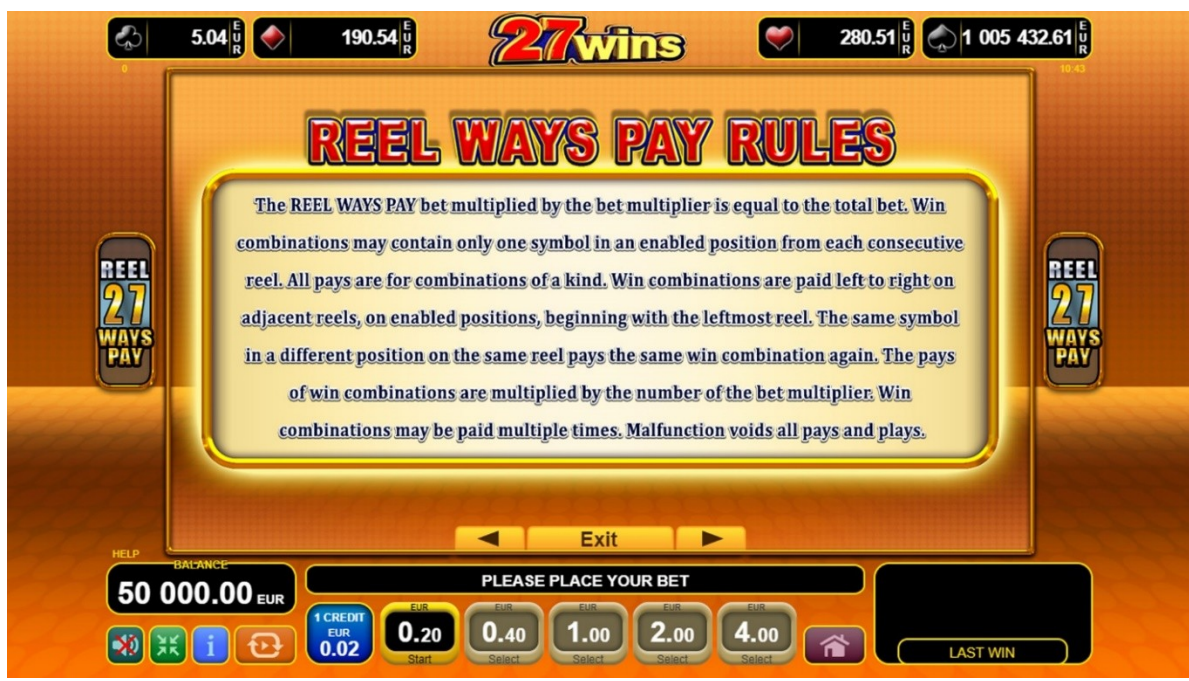 5.04 EUR
190.54 EUR
27 wins
280.51 EUR
1 005 432.61 EUR
0
10:43
REEL WAYS PAY RULES
The REEL WAYS PAY bet multiplied by the bet multiplier is equal to the total bet. Win
combinations may contain only one symbol in an enabled position from each consecutive
reel. All pays are for combinations of a kind. Win combinations are paid left to right on
adjacent reels, on enabled positions, beginning with the leftmost reel. The same symbol
in a different position on the same reel pays the same win combination again. The pays
of win combinations are multiplied by the number of the bet multiplier. Win
combinations may be paid multiple times. Malfunction voids all pays and plays.
REEL
27
WAYS
PAY
REEL
27
WAYS
PAY
Exit
HELP
BALANCE
50 000.00 EUR
PLEASE PLACE YOUR BET
1 CREDIT
EUR
0.02
EUR
0.20
Start
EUR
0.40
Select
EUR
1.00
Select
EUR
2.00
Select
EUR
4.00
Select
i
LAST WIN